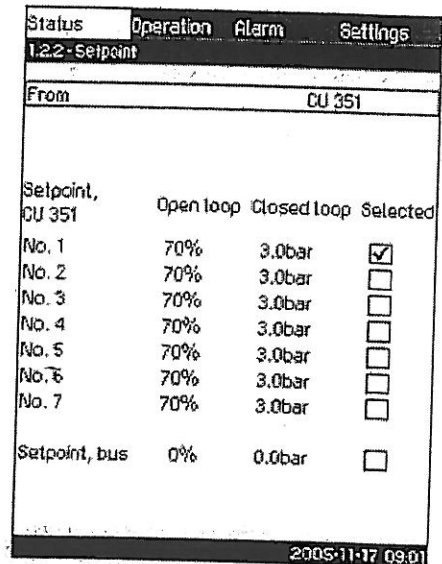 Status Operation Alarm Settings
1.2.2 - Setpoint
From CU 351
Setpoint,
CU 351 Open loop Closed loop Selected
No. 1 70% 3.0bar
No. 2 70% 3.0bar
No. 3 70% 3.0bar
No. 4 70% 3.0bar
No. 5 70% 3.0bar
No. 6 70% 3.0bar
No. 7 70% 3.0bar
Setpoint, bus 0% 0.0bar
2005-11-17 09:01